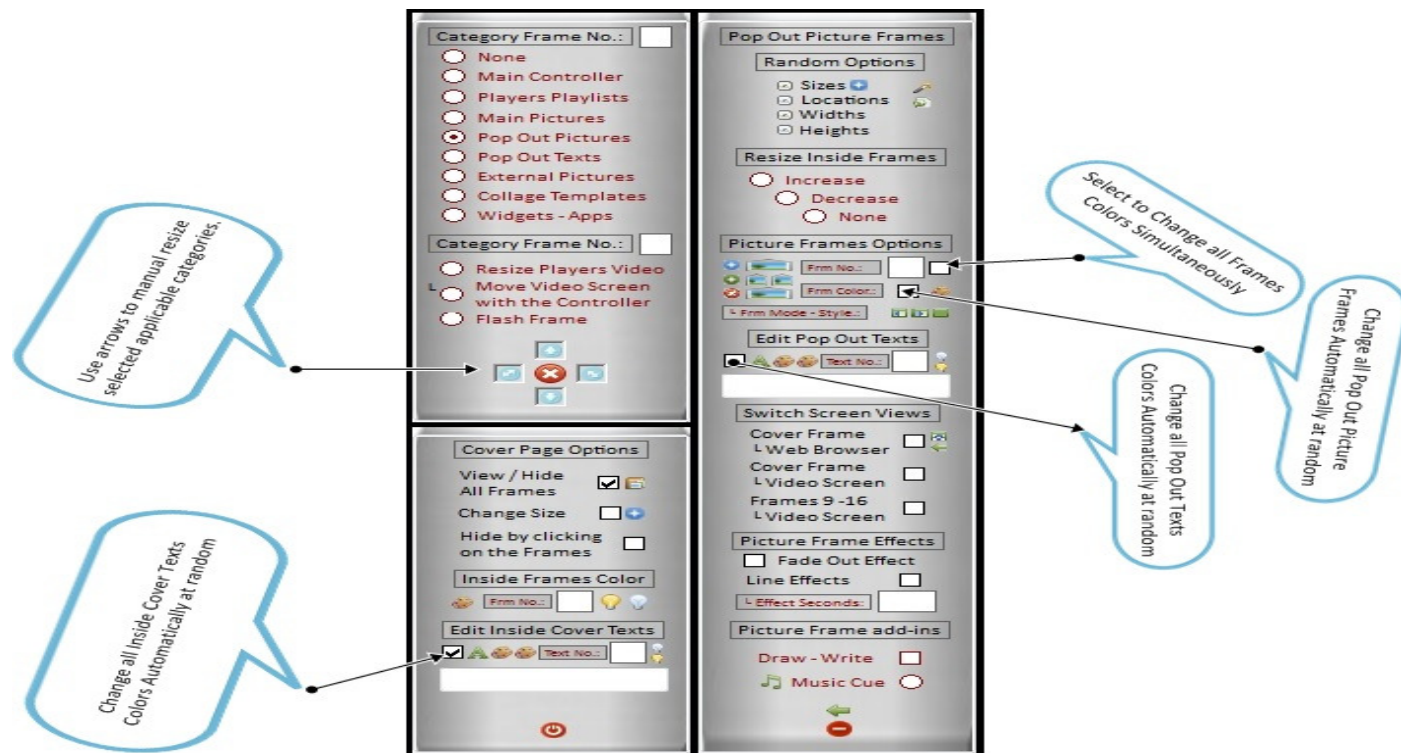 Category Frame No.:
None
Main Controller
Players Playlists
Main Pictures
Pop Out Pictures
Pop Out Texts
External Pictures
Collage Templates
Widgets - Apps
Category Frame No.:
Resize Players Video
Move Video Screen
with the Controller
Flash Frame
Use arrows to manual resize
selected applicable categories.
Cover Page Options
View / Hide
All Frames
Change Size
Hide by clicking
on the Frames
Inside Frames Color
Frm No.:
Edit Inside Cover Texts
Text No.:
Change all Inside Cover Texts
Colors Automatically at random
Pop Out Picture Frames
Random Options
Sizes
Locations
Widths
Heights
Resize Inside Frames
Increase
Decrease
None
Picture Frames Options
Frm No.:
Frm Color.:
Frm Mode - Style.:
Edit Pop Out Texts
Text No.:
Switch Screen Views
Cover Frame
Web Browser
Cover Frame
Video Screen
Frames 9 -16
Video Screen
Picture Frame Effects
Fade Out Effect
Line Effects
Effect Seconds:
Picture Frame add-ins
Draw - Write
Music Cue
Select to Change all Frames
Colors Simultaneously
Change all Pop Out Picture
Frames Automatically at random
Change all Pop Out Texts
Colors Automatically at random